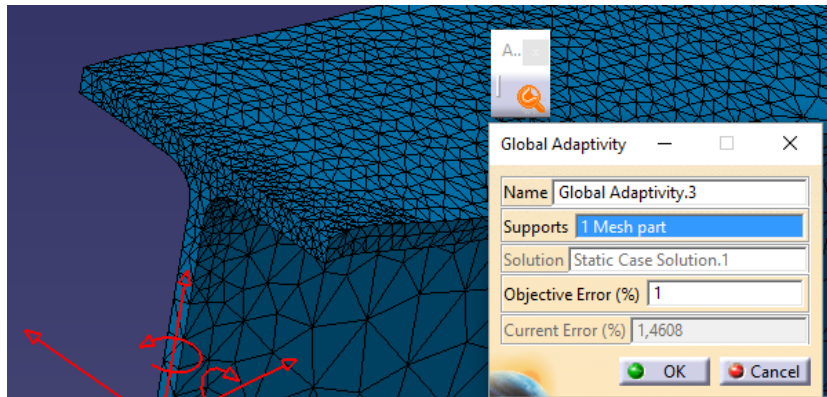 A..
Global Adaptivity
Name Global Adaptivity.3
Supports 1 Mesh part
Solution Static Case Solution.1
Objective Error (%) 1
Current Error (%) 1,4608
OK Cancel